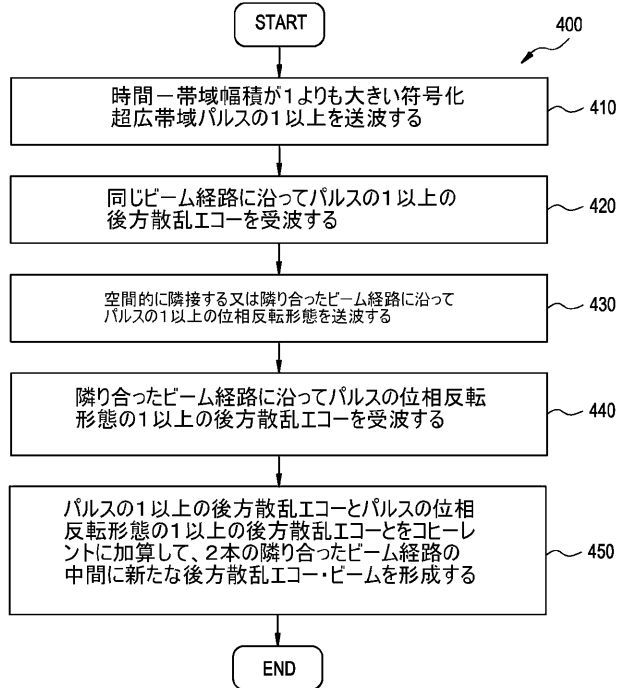 START
400
時間－帯域幅積が１よりも大きい符号化
超広帯域パルスの１以上を送波する
410
同じビーム経路に沿ってパルスの１以上の
後方散乱エコーを受波する
420
空間的に隣接する又は隣り合ったビーム経路に沿って
パルスの１以上の位相反転形態を送波する
430
隣り合ったビーム経路に沿ってパルスの位相反転
形態の１以上の後方散乱エコーを受波する
440
パルスの１以上の後方散乱エコーとパルスの位相
反転形態の１以上の後方散乱エコーとをコヒーレ
ントに加算して、２本の隣り合ったビーム経路の
中間に新たな後方散乱エコー・ビームを形成する
450
END